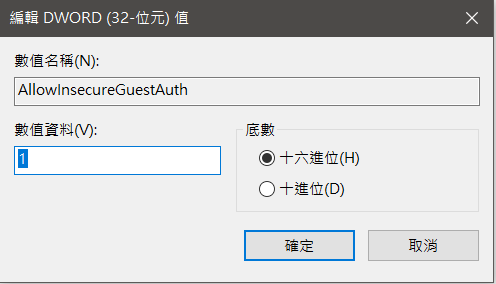 編輯 DWORD (32-位元) 值
數值名稱(N):
AllowInsecureGuestAuth
數值資料(V):
1
底數
十六進位(H)
十進位(D)
確定
取消